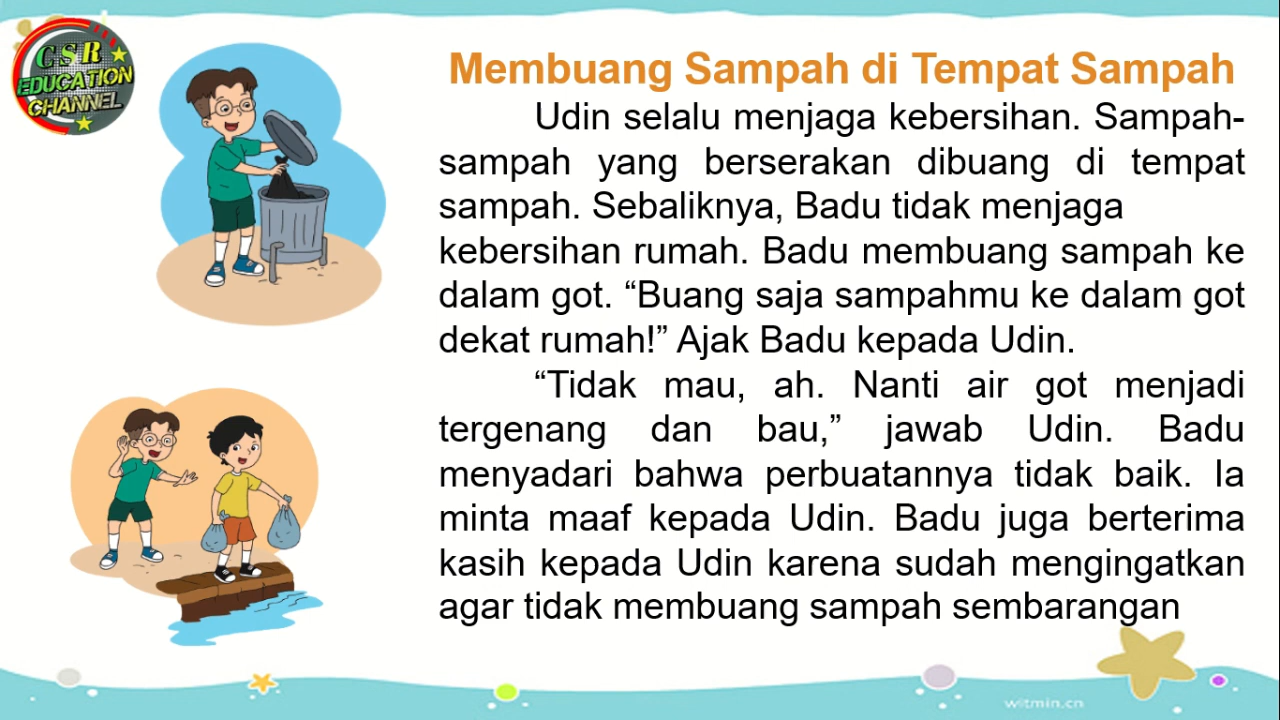 CSR
EDUCATION
CHANNEL
Membuang Sampah di Tempat Sampah
Udin selalu menjaga kebersihan. Sampah-
sampah yang berserakan dibuang di tempat
sampah. Sebaliknya, Badu tidak menjaga
kebersihan rumah. Badu membuang sampah ke
dalam got. “Buang saja sampahmu ke dalam got
dekat rumah!” Ajak Badu kepada Udin.
“Tidak mau, ah. Nanti air got menjadi
tergenang dan bau,” jawab Udin. Badu
menyadari bahwa perbuatannya tidak baik. Ia
minta maaf kepada Udin. Badu juga berterima
kasih kepada Udin karena sudah mengingatkan
agar tidak membuang sampah sembarangan
witmin.cn